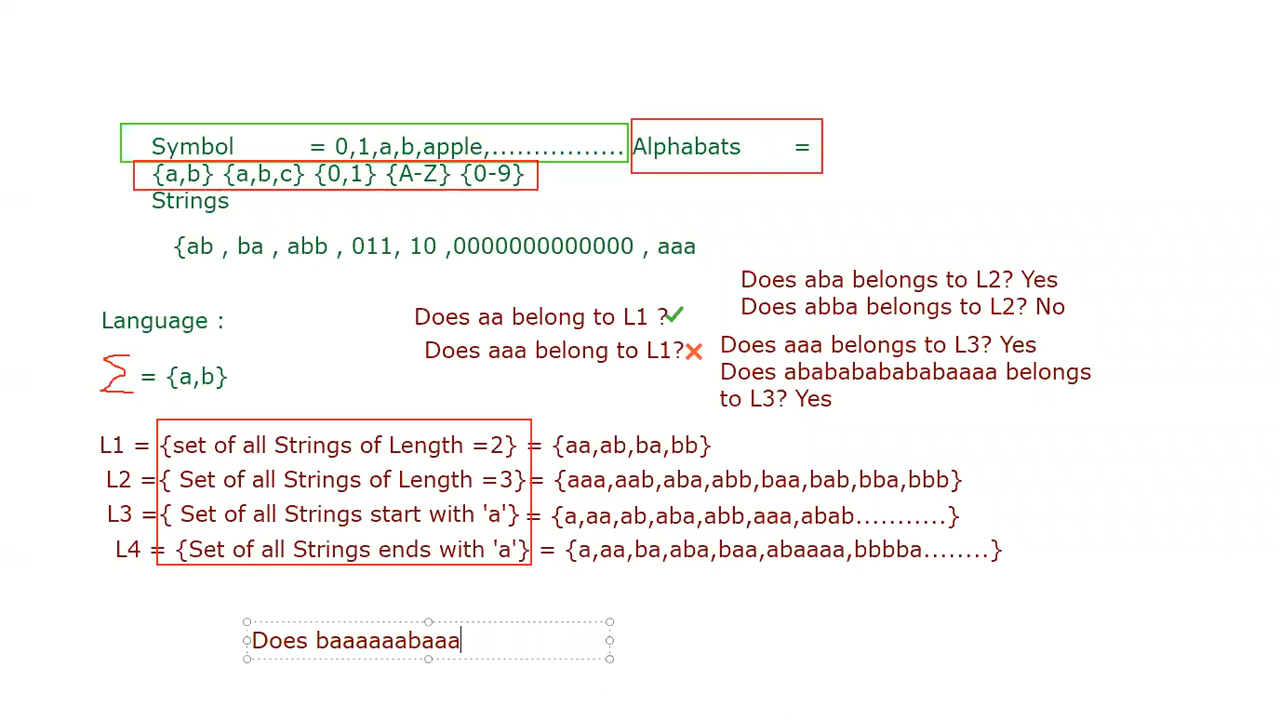 Symbol = 0,1,a,b,apple,................. Alphabats =
{a,b} {a,b,c} {0,1} {A-Z} {0-9}
Strings
{ab , ba , abb , 011, 10 ,0000000000000 , aaa
Does aba belongs to L2? Yes
Does abba belongs to L2? No
Language :
Does aa belong to L1 ?
Does aaa belong to L1?
Does aaa belongs to L3? Yes
Does abababababababaaaa belongs
to L3? Yes
Σ = {a,b}
L1 = {set of all Strings of Length =2} = {aa,ab,ba,bb}
L2 ={ Set of all Strings of Length =3}= {aaa,aab,aba,abb,baa,bab,bba,bbb}
L3 ={ Set of all Strings start with 'a'} = {a,aa,ab,aba,abb,aaa,abab...........}
L4 = {Set of all Strings ends with 'a'} = {a,aa,ba,aba,baa,abaaaa,bbbba........}
Does baaaaaabaaa